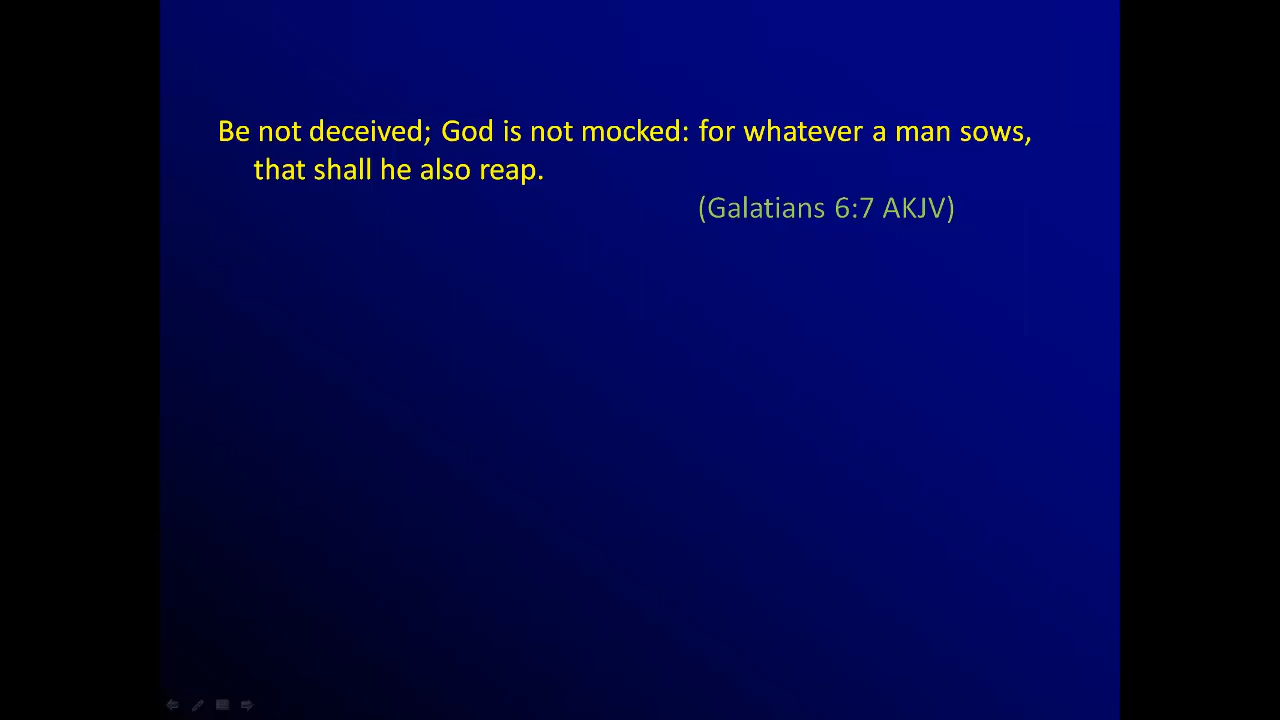 Be not deceived; God is not mocked: for whatever a man sows,
that shall he also reap.
(Galatians 6:7 AKJV)